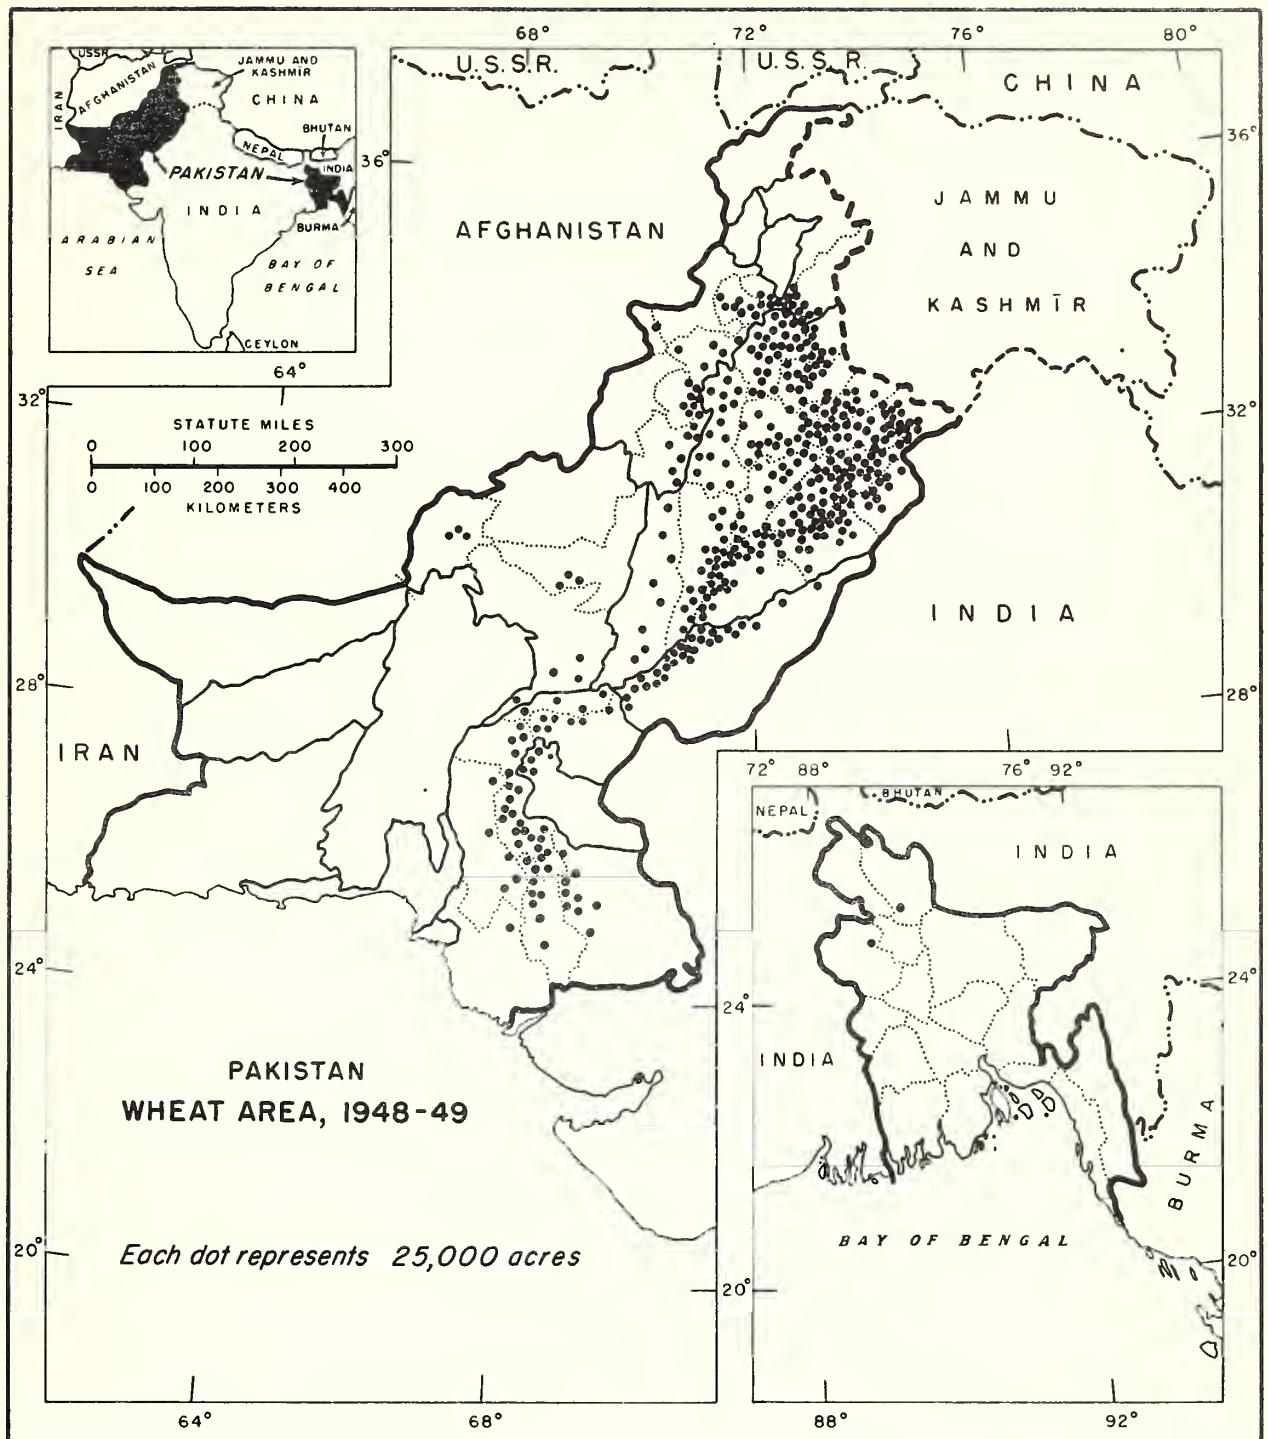 68°
72°
76°
80°
U.S.S.R.
U.S.S.R.
CHINA
USSR
AFGHANISTAN
IRAN
JAMMU AND
KASHMIR
CHINA
BHUTAN
NEPAL
INDIA
PAKISTAN
INDIA
BURMA
ARABIAN
SEA
BAY OF
BENGAL
CEYLON
36°
36°
64°
AFGHANISTAN
JAMMU
AND
KASHMĪR
32°
32°
STATUTE MILES
0 100 200 300
0 100 200 300 400
KILOMETERS
INDIA
28°
28°
IRAN
72° 88° 76° 92°
NEPAL
BHUTAN
INDIA
24°
24°
24°
INDIA
BURMA
BAY OF BENGAL
PAKISTAN
WHEAT AREA, 1948-49
Each dot represents 25,000 acres
20°
20°
20°
64°
68°
88°
92°